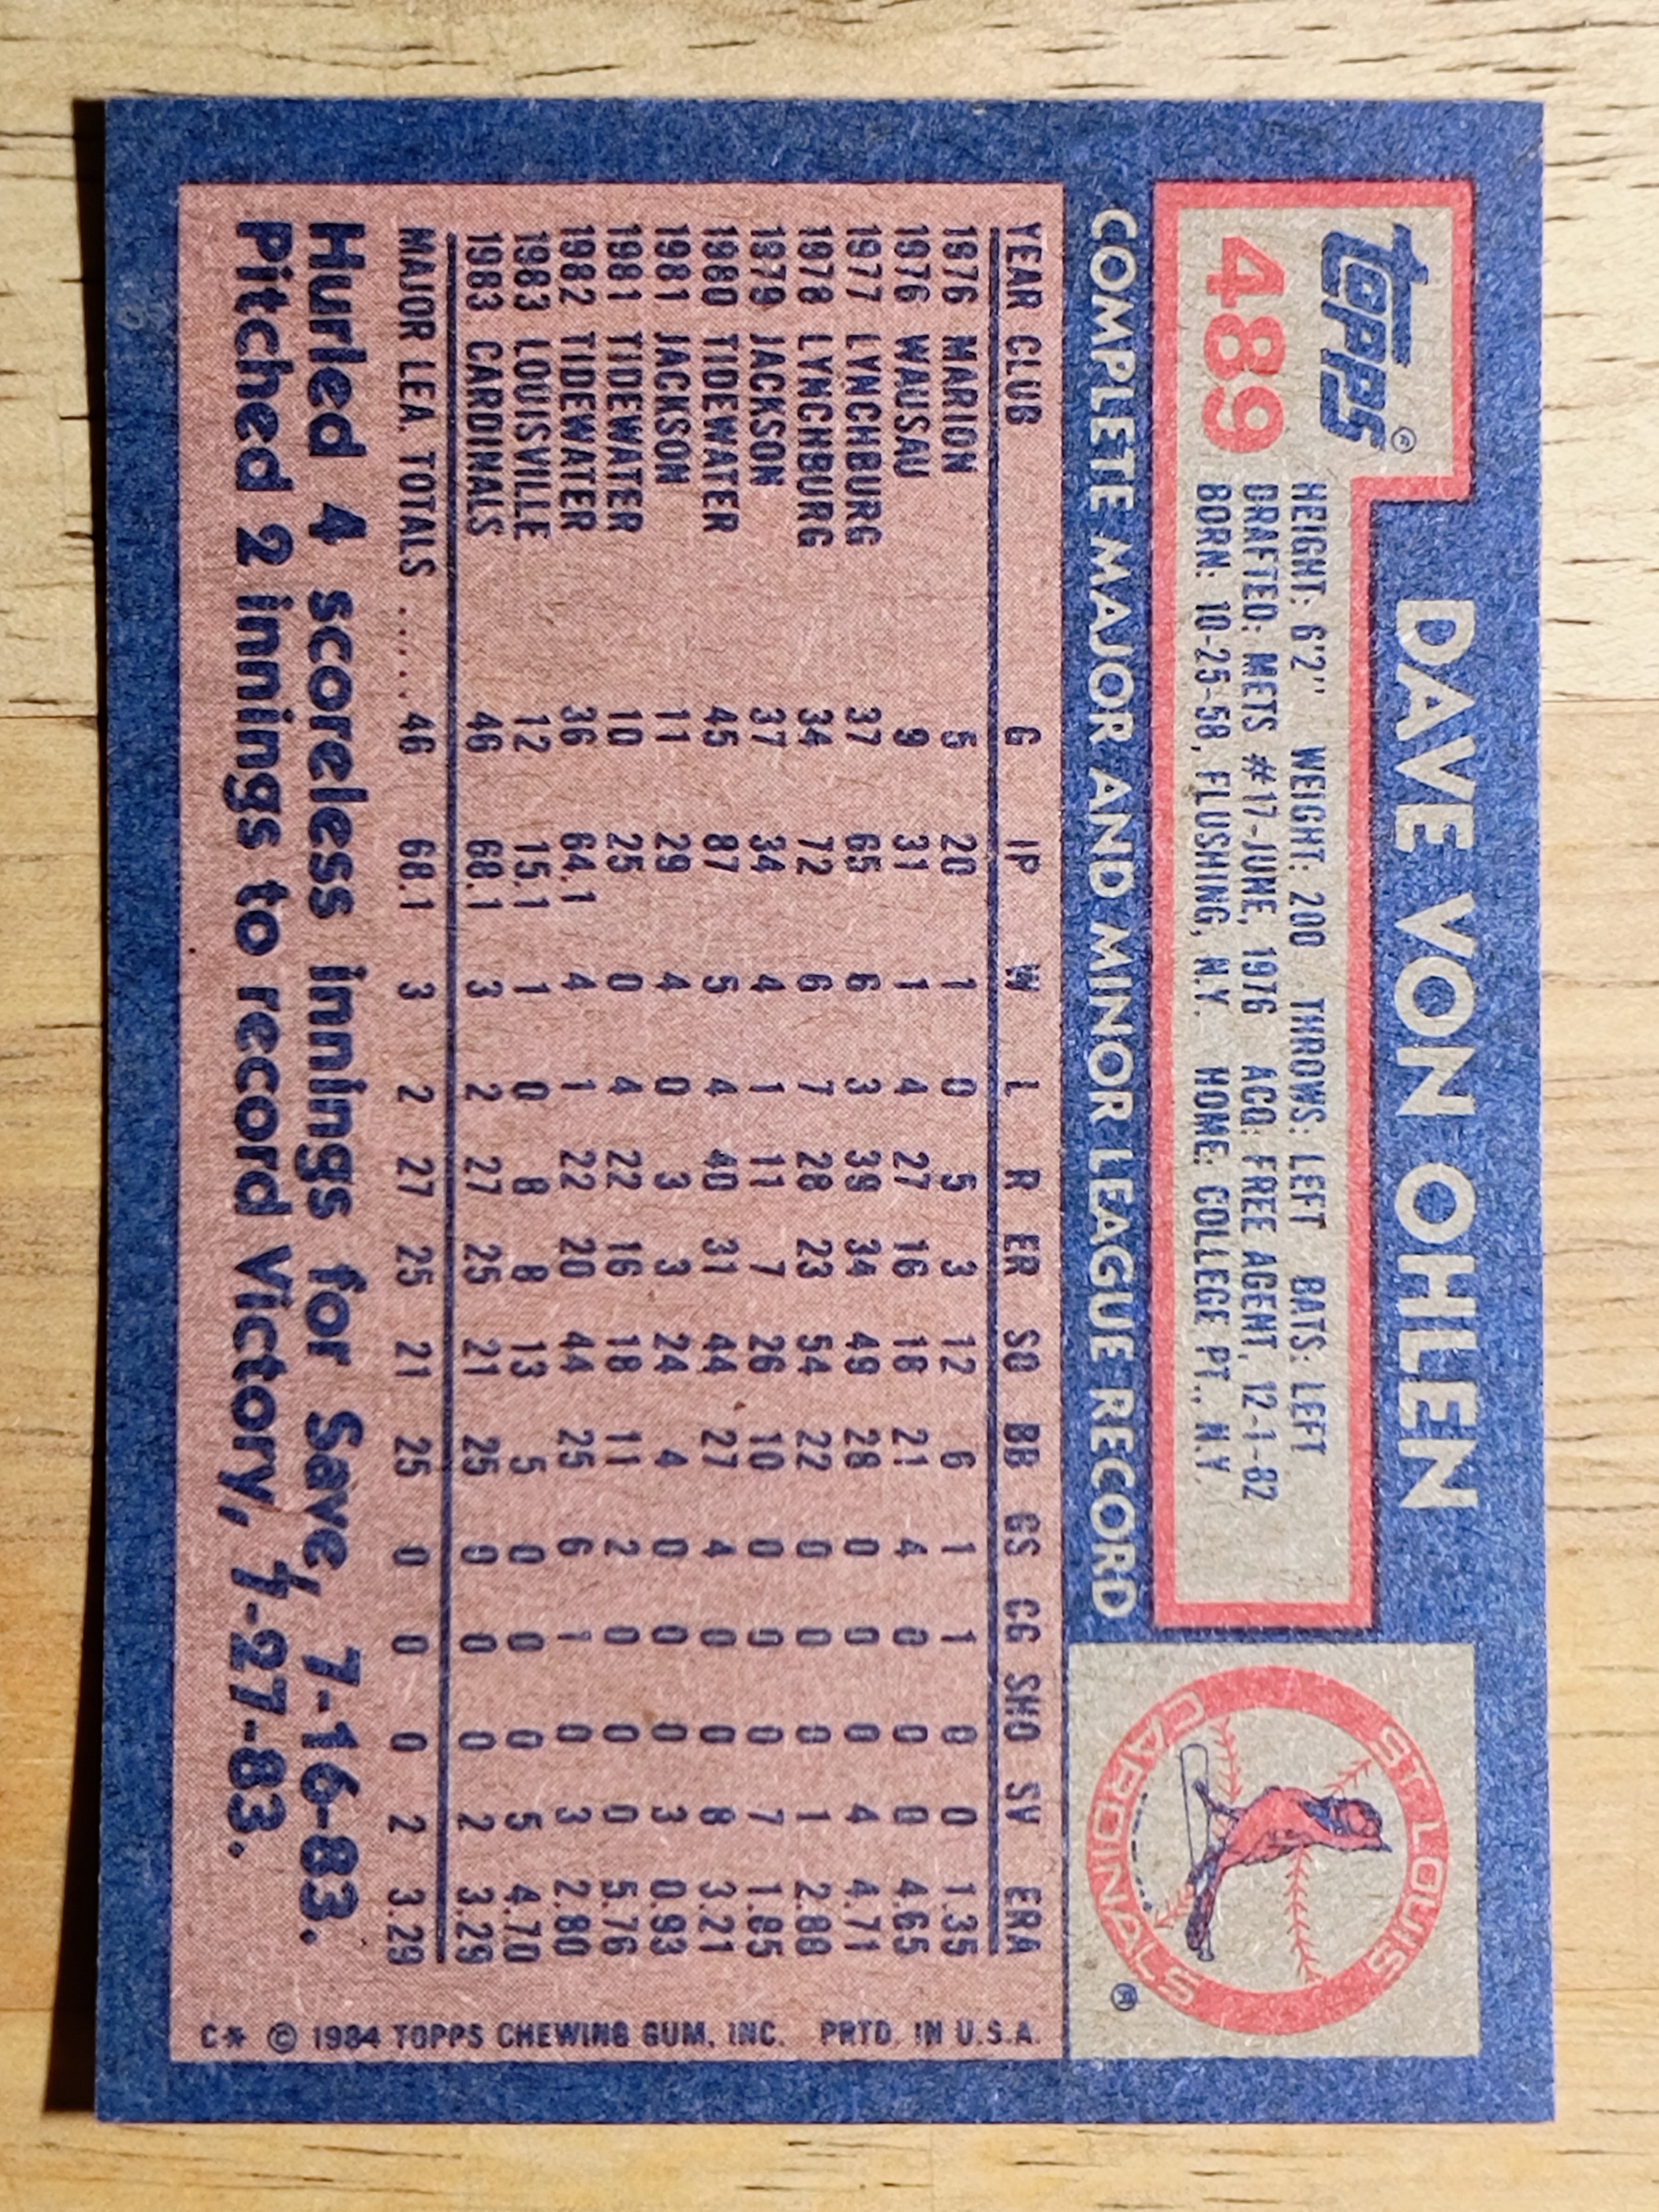 Topps®
489
DAVE VON OHLEN
HEIGHT: 6'2" WEIGHT: 200 THROWS: LEFT BATS: LEFT
DRAFTED: METS #17-JUNE, 1976 ACQ: FREE AGENT, 12-1-82
BORN: 10-25-58, FLUSHING, N.Y. HOME: COLLEGE PT., N.Y.
ST. LOUIS CARDINALS ®
COMPLETE MAJOR AND MINOR LEAGUE RECORD
YEAR CLUB G IP W L R ER SO BB GS CG SHO SV ERA
1976 MARION 5 20 1 0 5 3 12 6 1 1 0 0 1.35
1976 WAUSAU 9 31 1 4 27 16 18 21 4 0 0 0 4.65
1977 LYNCHBURG 37 65 6 3 39 34 49 28 0 0 0 4 4.71
1978 LYNCHBURG 34 72 6 7 28 23 54 22 0 0 0 1 2.88
1979 JACKSON 37 34 4 1 11 7 26 10 0 0 0 7 1.85
1980 TIDEWATER 45 87 5 4 40 31 44 27 4 0 0 8 3.21
1981 JACKSON 11 29 4 0 3 3 24 4 0 0 0 3 0.93
1981 TIDEWATER 10 25 0 4 22 16 18 11 2 0 0 0 5.76
1982 TIDEWATER 36 64.1 4 1 22 20 44 25 6 1 0 3 2.80
1983 LOUISVILLE 12 15.1 1 0 8 8 13 5 0 0 0 5 4.70
1983 CARDINALS 46 68.1 3 2 27 25 21 25 0 0 0 2 3.29
MAJOR LEA. TOTALS ...... 46 68.1 3 2 27 25 21 25 0 0 0 2 3.29
Hurled 4 scoreless innings for Save, 7-16-83.
Pitched 2 innings to record Victory, 7-27-83.
C* © 1984 TOPPS CHEWING GUM, INC. PRTD. IN U.S.A.